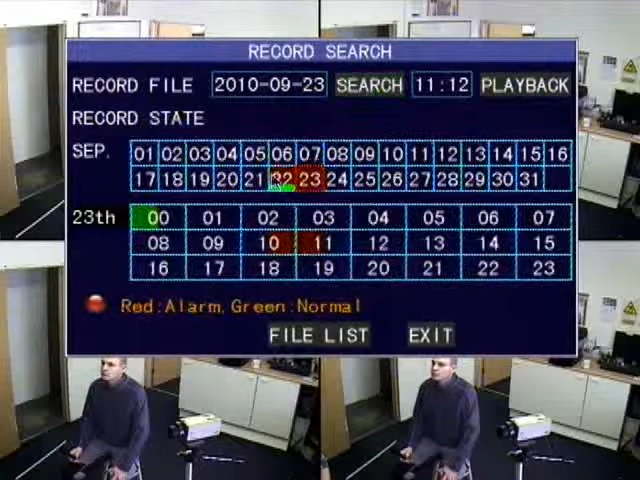 RECORD SEARCH
RECORD FILE 2010-09-23 SEARCH 11:12 PLAYBACK
RECORD STATE
SEP. 01 02 03 04 05 06 07 08 09 10 11 12 13 14 15 16
17 18 19 20 21 22 23 24 25 26 27 28 29 30 31
23th 00 01 02 03 04 05 06 07
08 09 10 11 12 13 14 15
16 17 18 19 20 21 22 23
Red:Alarm,Green:Normal
FILE LIST EXIT